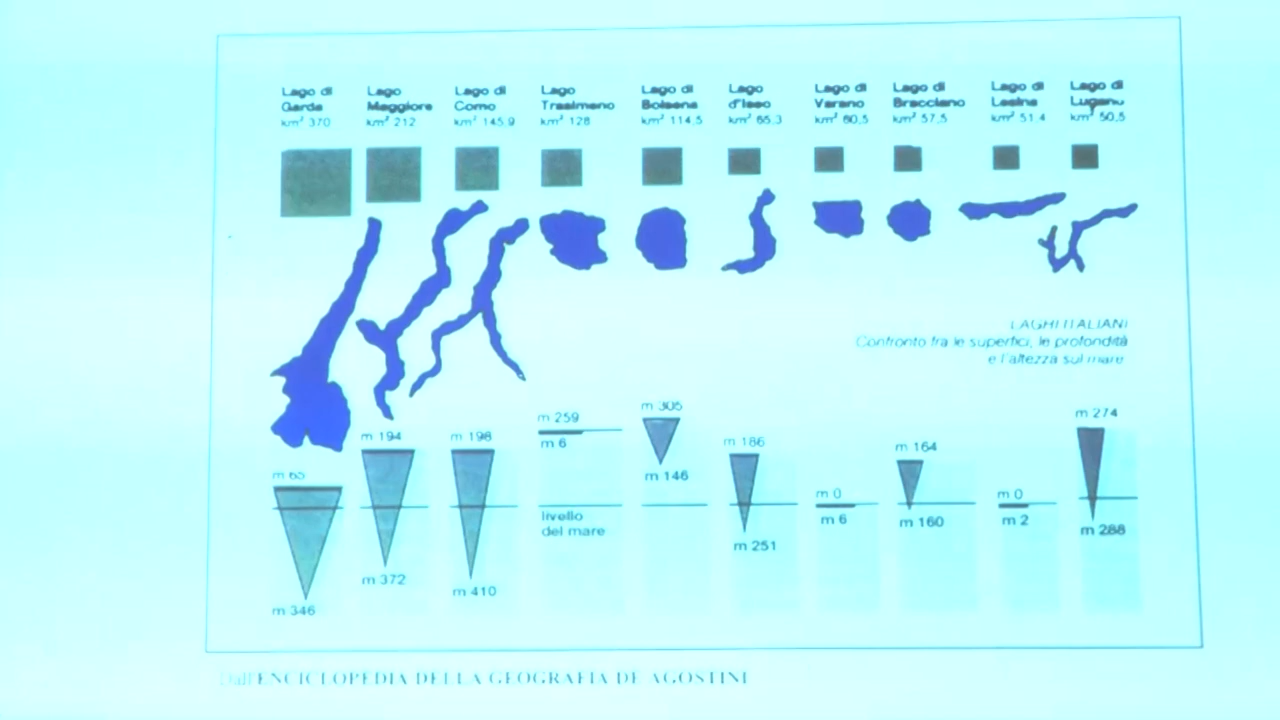 Lago di
Garda
km² 370
Lago
Maggiore
km² 212
Lago di
Como
km² 145,9
Lago
Trasimeno
km² 128
Lago di
Bolsena
km² 114,5
Lago
d'Iseo
km² 65,3
Lago di
Varano
km² 60,5
Lago di
Bracciano
km² 57,5
Lago di
Lesina
km² 51,4
Lago di
Lugano
km² 50,5
LAGHI ITALIANI
Confronto fra le superfici, le profondità
e l'altezza sul mare
m 65
m 346
m 194
m 372
m 198
m 410
m 259
m 6
livello
del mare
m 305
m 146
m 186
m 251
m 0
m 6
m 164
m 160
m 0
m 2
m 274
m 288
Dall'ENCICLOPEDIA DELLA GEOGRAFIA DE AGOSTINI